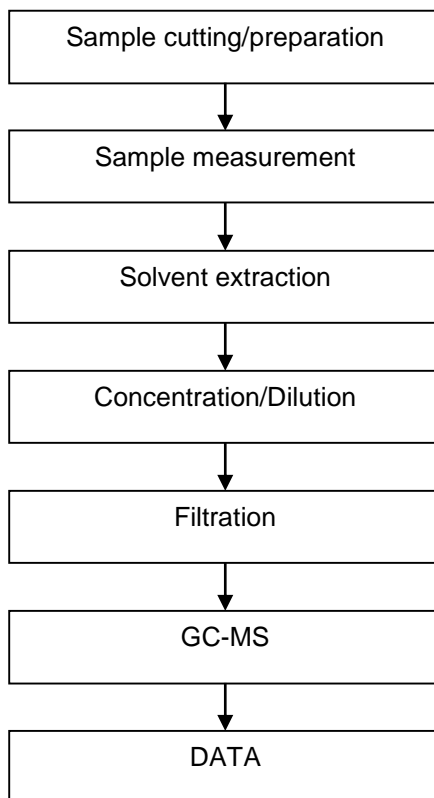 Sample cutting/preparation
Sample measurement
Solvent extraction
Concentration/Dilution
Filtration
GC-MS
DATA